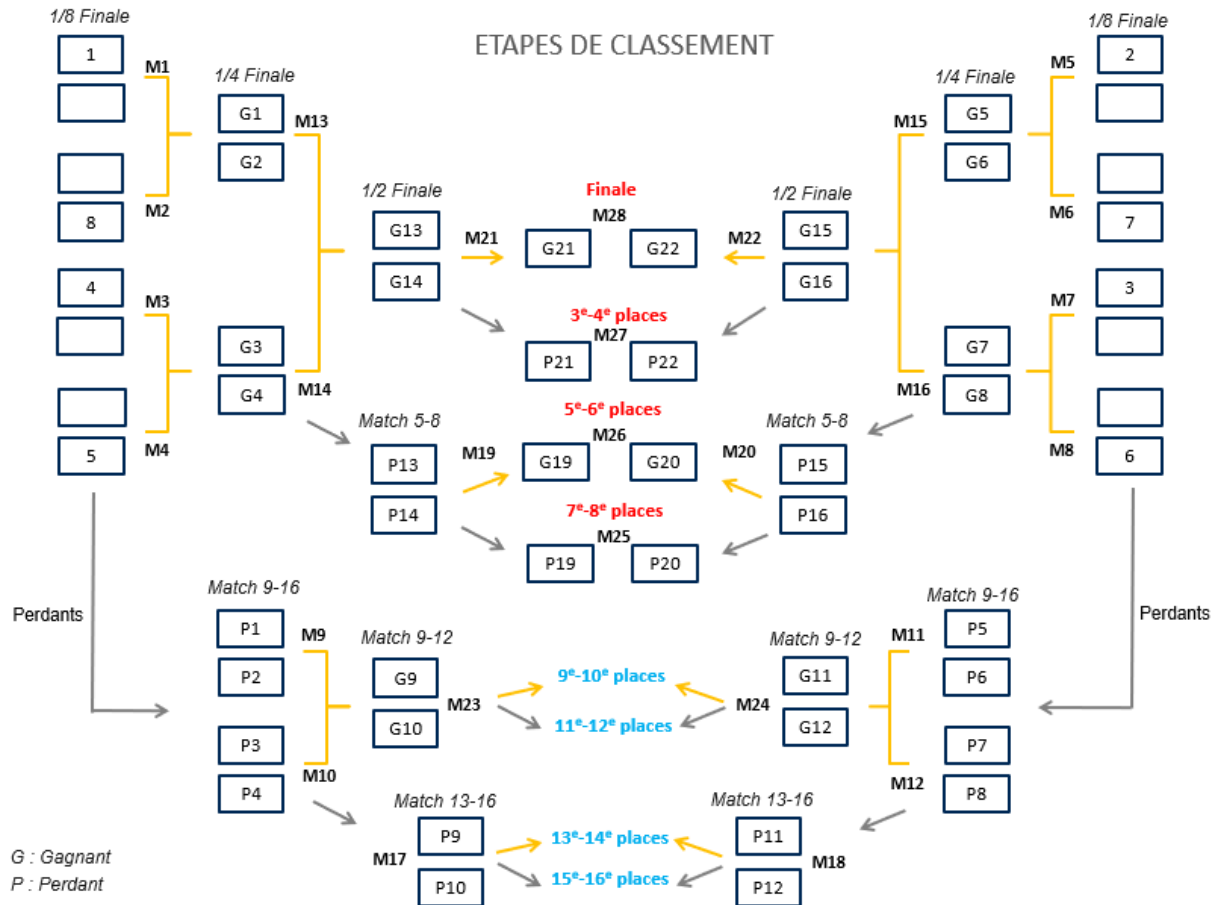 1/8 Finale
1/8 Finale
ETAPES DE CLASSEMENT
1
M1
M5
2
1/4 Finale
1/4 Finale
G1
M13
M15
G5
G2
G6
M2
M6
8
7
1/2 Finale
Finale
1/2 Finale
M28
G13
M21
G21
G22
M22
G15
G14
G16
4
M3
M7
3
3e-4e places
M27
G3
P21
P22
G7
G4
M14
M16
G8
Match 5-8
5e-6e places
Match 5-8
M26
M4
M8
5
6
P13
M19
G19
G20
M20
P15
P14
7e-8e places
P16
M25
P19
P20
Perdants
Perdants
Match 9-16
Match 9-16
P1
M9
Match 9-12
Match 9-12
M11
P5
P2
G9
9e-10e places
G11
P6
M23
M24
G10
11e-12e places
G12
P3
P7
M10
M12
P4
P8
Match 13-16
Match 13-16
P9
13e-14e places
P11
M17
M18
P10
15e-16e places
P12
G : Gagnant
P : Perdant